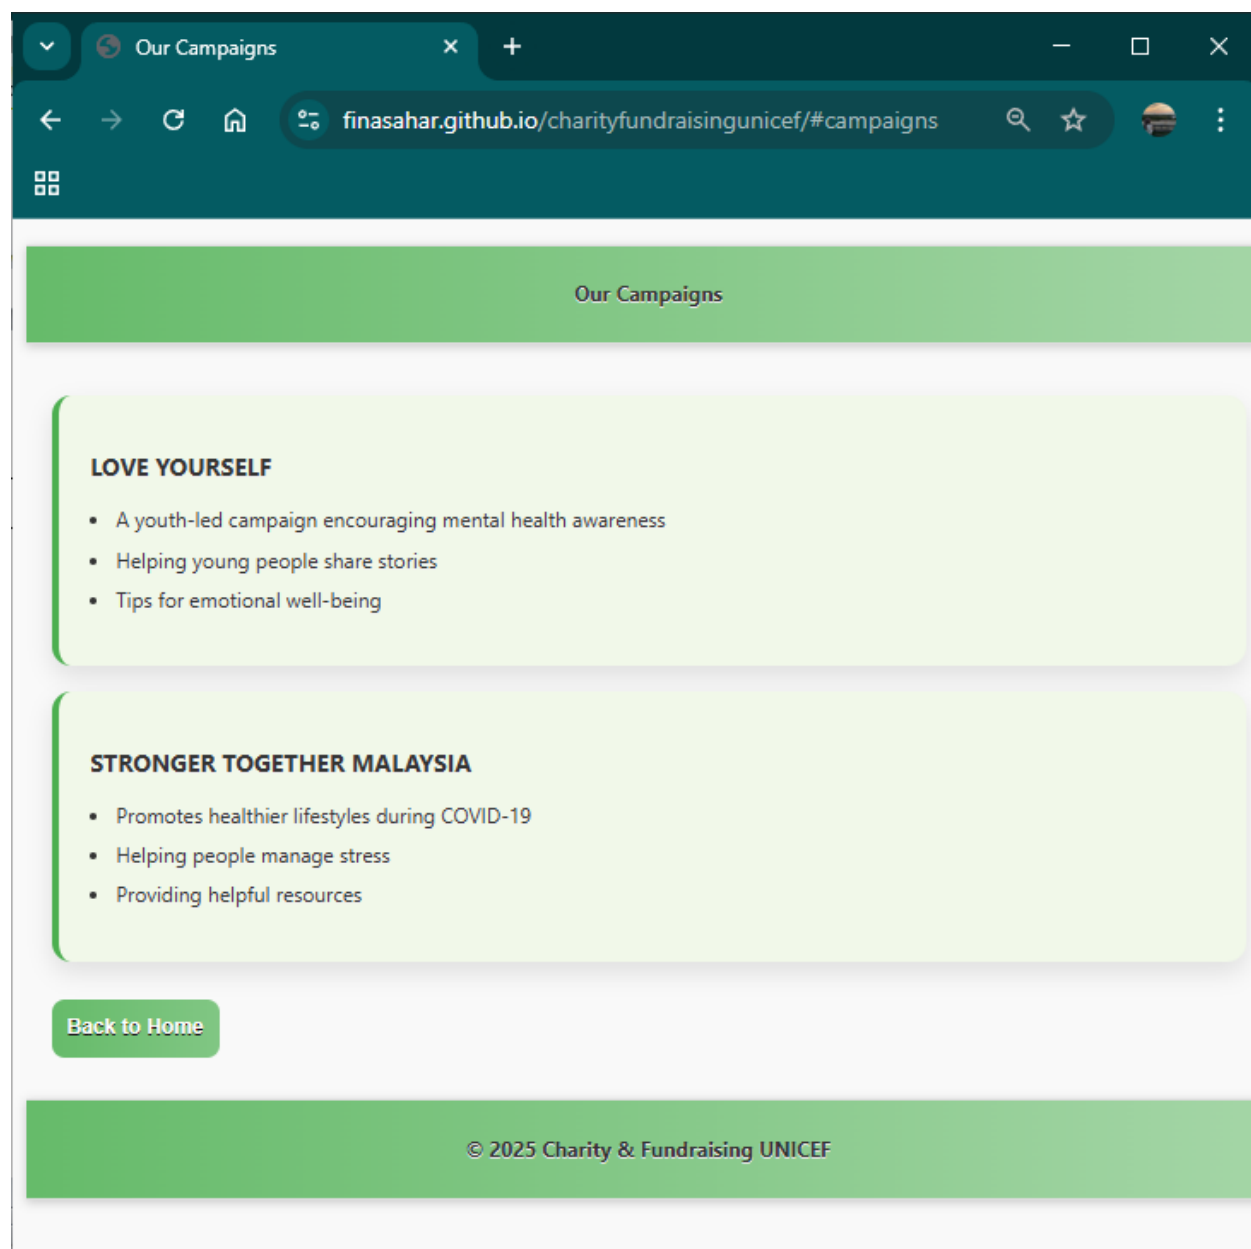 Our Campaigns
finasahar.github.io/charityfundraisingunicef/#campaigns
Our Campaigns
LOVE YOURSELF
• A youth-led campaign encouraging mental health awareness
• Helping young people share stories
• Tips for emotional well-being
STRONGER TOGETHER MALAYSIA
• Promotes healthier lifestyles during COVID-19
• Helping people manage stress
• Providing helpful resources
Back to Home
© 2025 Charity & Fundraising UNICEF